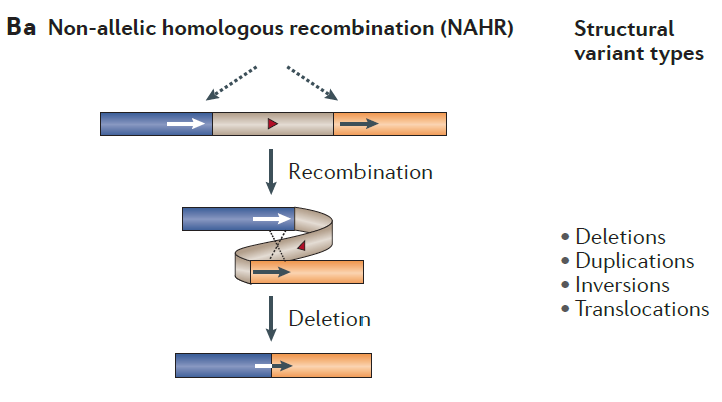 Ba Non-allelic homologous recombination (NAHR)
Structural
variant types
Recombination
Deletion
• Deletions
• Duplications
• Inversions
• Translocations